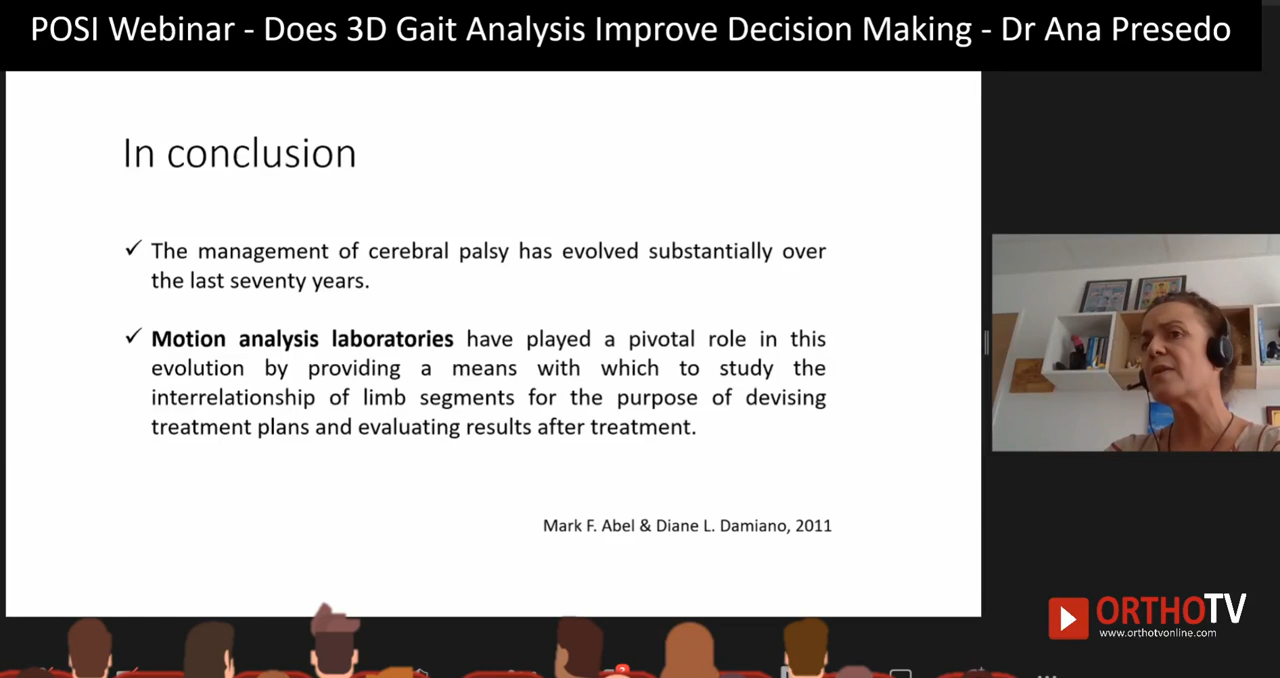 POSI Webinar - Does 3D Gait Analysis Improve Decision Making - Dr Ana Presedo
In conclusion
✓ The management of cerebral palsy has evolved substantially over
the last seventy years.
✓ Motion analysis laboratories have played a pivotal role in this
evolution by providing a means with which to study the
interrelationship of limb segments for the purpose of devising
treatment plans and evaluating results after treatment.
Mark F. Abel & Diane L. Damiano, 2011
ORTHOTV
www.orthotvonline.com
2